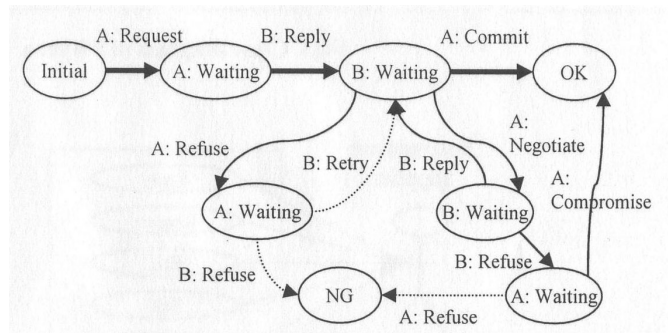 A: Request
B: Reply
A: Commit
Initial
A: Waiting
B: Waiting
OK
A: Refuse
B: Retry
B: Reply
A:
Negotiate
A:
Compromise
A: Waiting
B: Waiting
B: Refuse
B: Refuse
NG
A: Waiting
A: Refuse